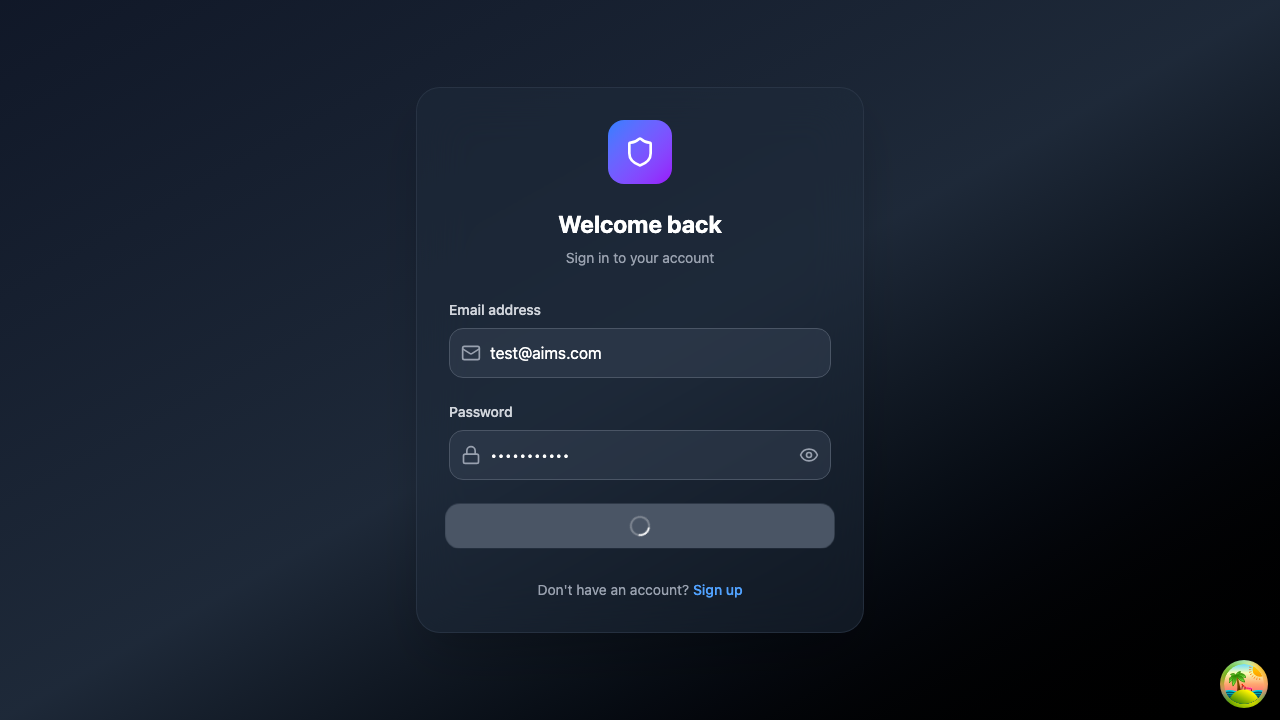 Welcome back
Sign in to your account
Email address
test@aims.com
Password
•••••••••••
Don't have an account? Sign up